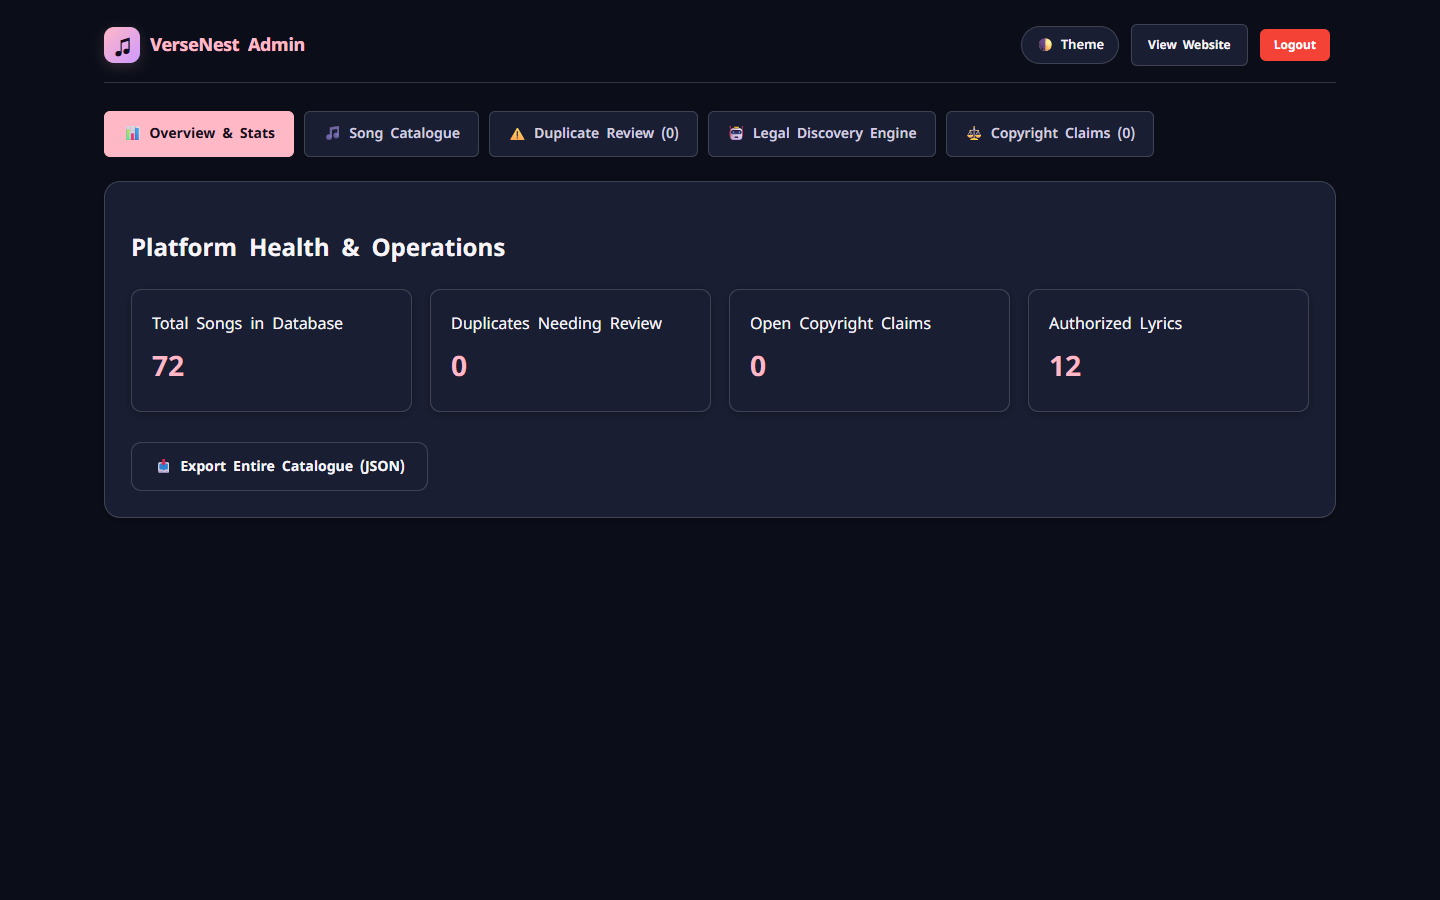 VerseNest Admin
Theme
View Website
Logout
Overview & Stats
Song Catalogue
Duplicate Review (0)
Legal Discovery Engine
Copyright Claims (0)
Platform Health & Operations
Total Songs in Database
72
Duplicates Needing Review
0
Open Copyright Claims
0
Authorized Lyrics
12
Export Entire Catalogue (JSON)